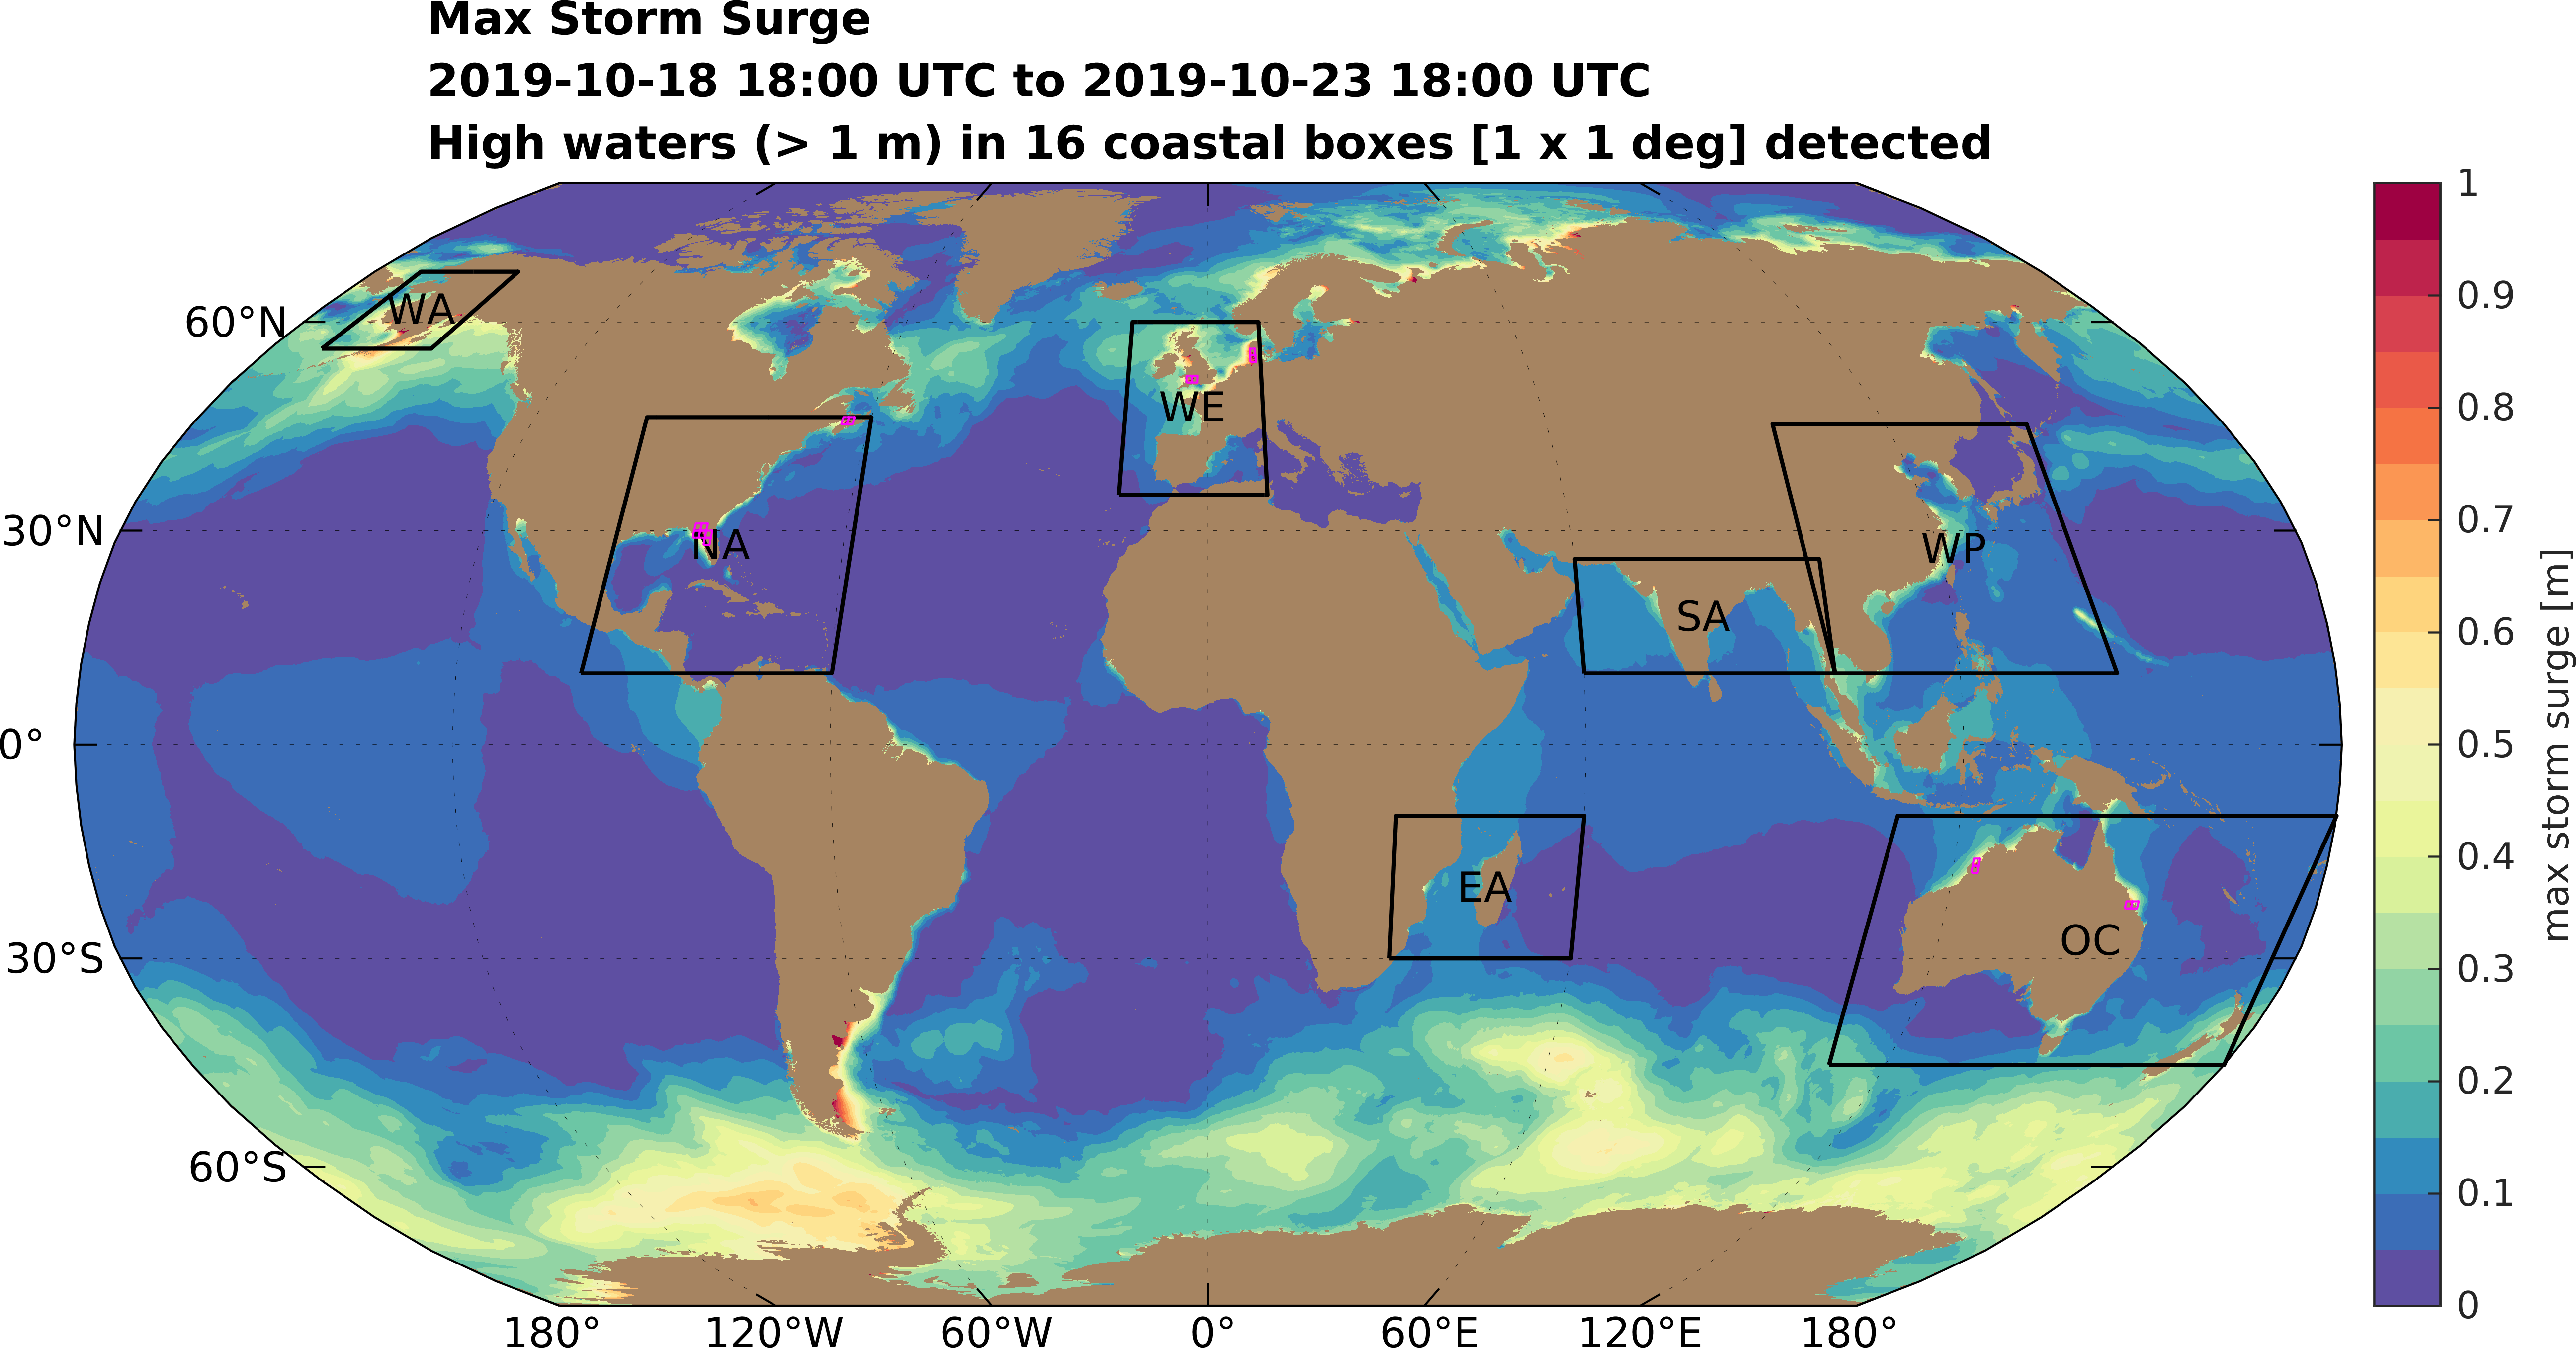 Max Storm Surge
2019-10-18 18:00 UTC to 2019-10-23 18:00 UTC
High waters (> 1 m) in 16 coastal boxes [1 x 1 deg] detected
60°N
30°N
0°
30°S
60°S
WA
NA
WE
SA
WP
EA
OC
180°
120°W
60°W
0°
60°E
120°E
180°
1
0.9
0.8
0.7
0.6
0.5
0.4
0.3
0.2
0.1
0
max storm surge [m]